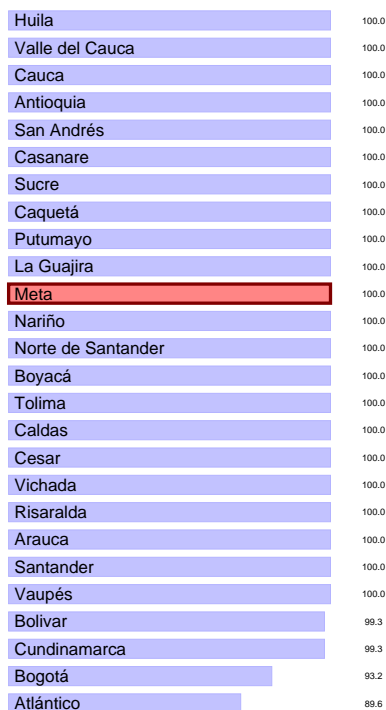 Huila 100.0
Valle del Cauca 100.0
Cauca 100.0
Antioquia 100.0
San Andrés 100.0
Casanare 100.0
Sucre 100.0
Caquetá 100.0
Putumayo 100.0
La Guajira 100.0
Meta 100.0
Nariño 100.0
Norte de Santander 100.0
Boyacá 100.0
Tolima 100.0
Caldas 100.0
Cesar 100.0
Vichada 100.0
Risaralda 100.0
Arauca 100.0
Santander 100.0
Vaupés 100.0
Bolivar 99.3
Cundinamarca 99.3
Bogotá 93.2
Atlántico 89.6